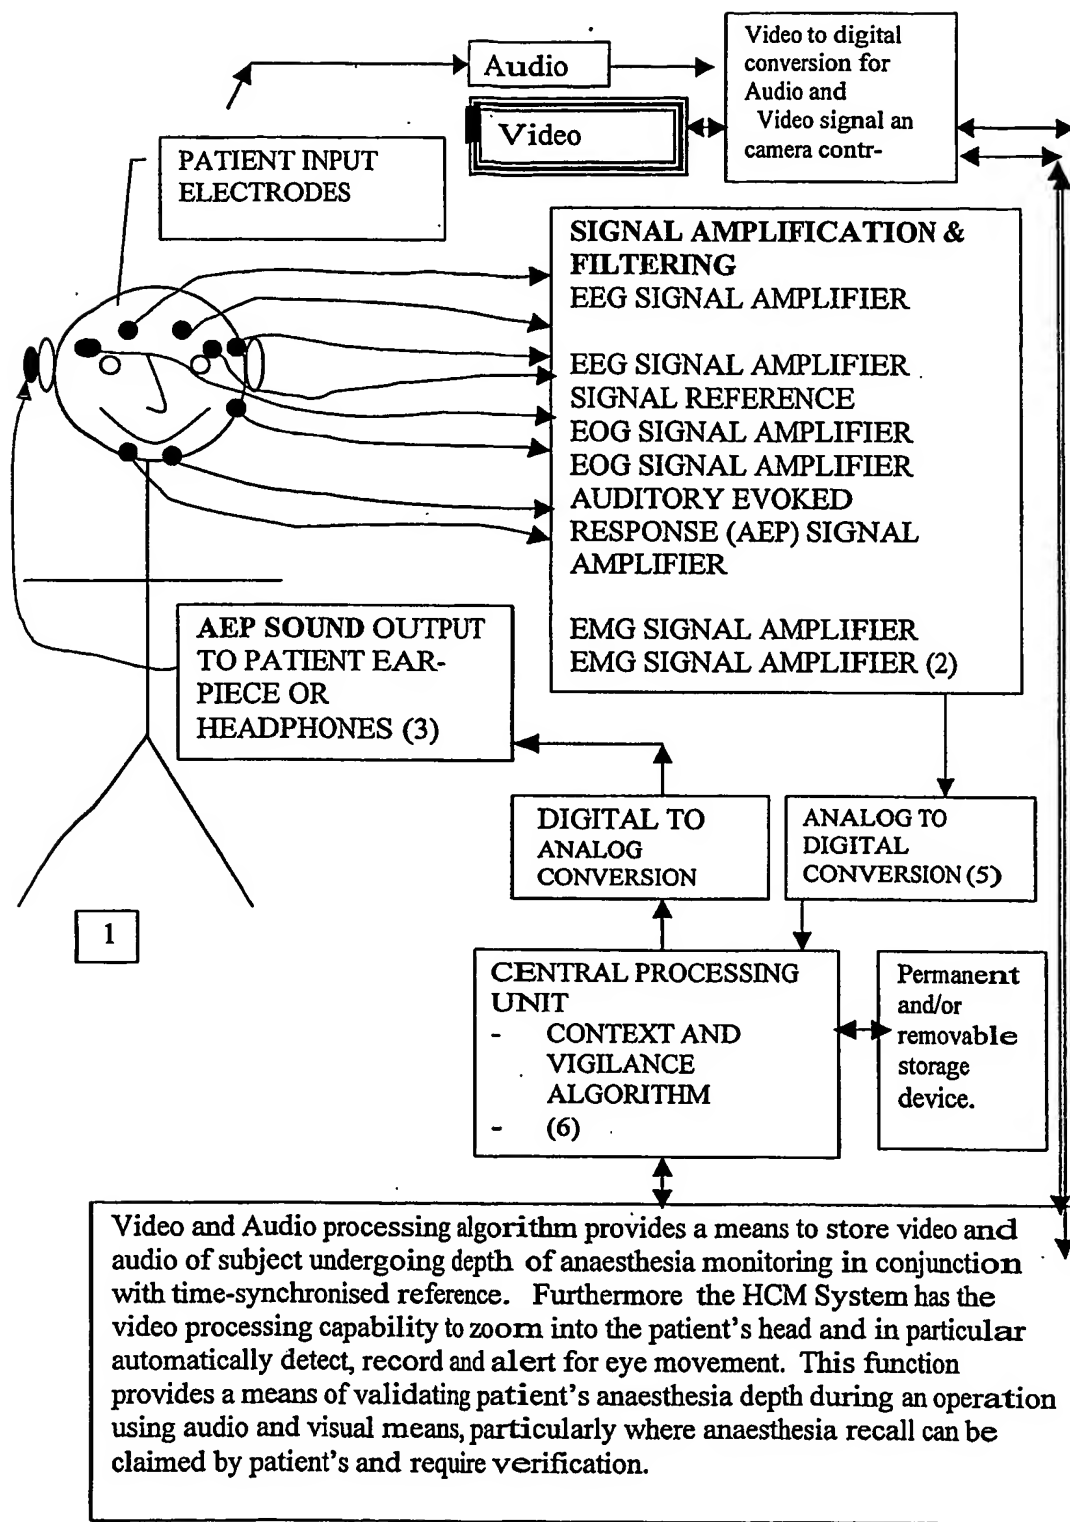 Audio
Video
Video to digital
conversion for
Audio and
Video signal an
camera contr-
PATIENT INPUT
ELECTRODES
SIGNAL AMPLIFICATION &
FILTERING
EEG SIGNAL AMPLIFIER
EEG SIGNAL AMPLIFIER
SIGNAL REFERENCE
EOG SIGNAL AMPLIFIER
EOG SIGNAL AMPLIFIER
AUDITORY EVOKED
RESPONSE (AEP) SIGNAL
AMPLIFIER
EMG SIGNAL AMPLIFIER
EMG SIGNAL AMPLIFIER (2)
AEP SOUND OUTPUT
TO PATIENT EAR-
PIECE OR
HEADPHONES (3)
DIGITAL TO
ANALOG
CONVERSION
ANALOG TO
DIGITAL
CONVERSION (5)
1
CENTRAL PROCESSING
UNIT
- CONTEXT AND
VIGILANCE
ALGORITHM
- (6)
Permanent
and/or
removable
storage
device.
Video and Audio processing algorithm provides a means to store video and
audio of subject undergoing depth of anaesthesia monitoring in conjunction
with time-synchronised reference. Furthermore the HCM System has the
video processing capability to zoom into the patient's head and in particular
automatically detect, record and alert for eye movement. This function
provides a means of validating patient's anaesthesia depth during an operation
using audio and visual means, particularly where anaesthesia recall can be
claimed by patient's and require verification.